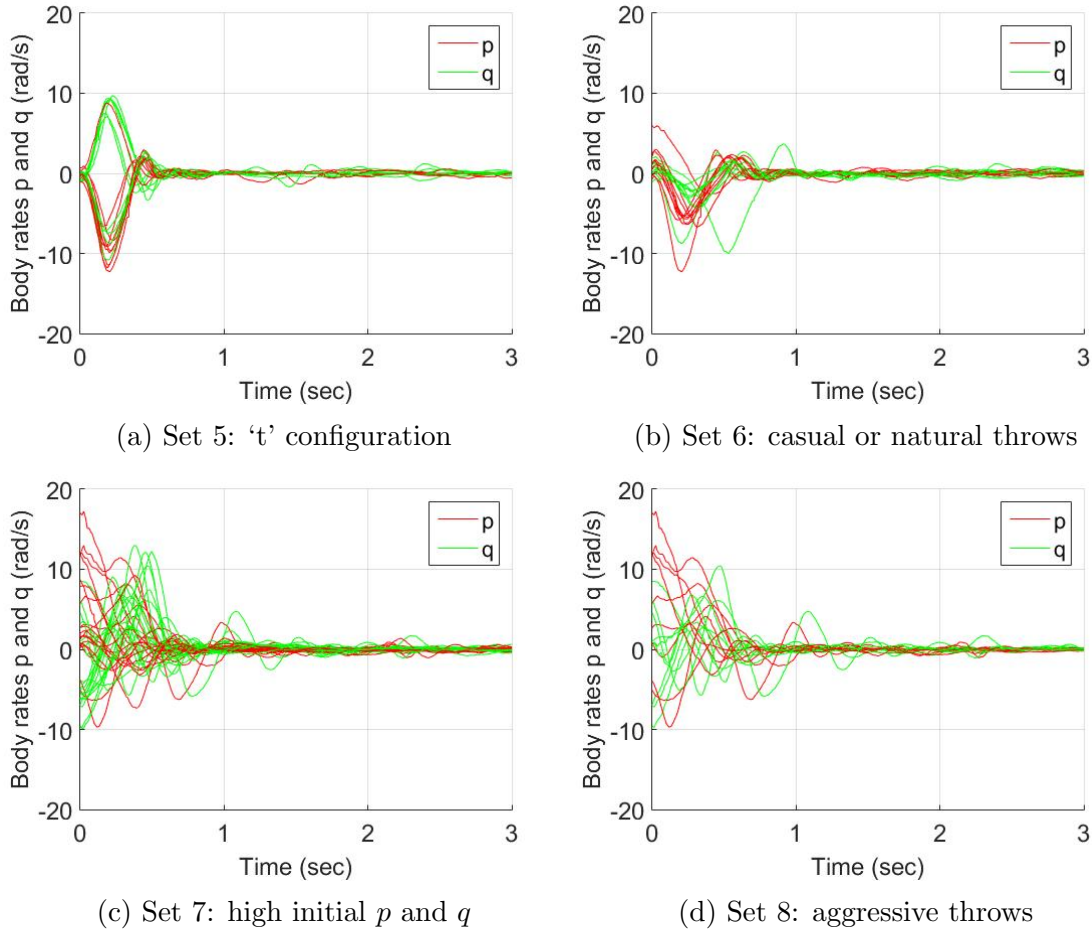 20
10
0
-10
-20
Body rates p and q (rad/s)
p
q
0 1 2 3
Time (sec)
(a) Set 5: ‘t’ configuration
20
10
0
-10
-20
Body rates p and q (rad/s)
p
q
0 1 2 3
Time (sec)
(b) Set 6: casual or natural throws
20
10
0
-10
-20
Body rates p and q (rad/s)
p
q
0 1 2 3
Time (sec)
(c) Set 7: high initial p and q
20
10
0
-10
-20
Body rates p and q (rad/s)
p
q
0 1 2 3
Time (sec)
(d) Set 8: aggressive throws